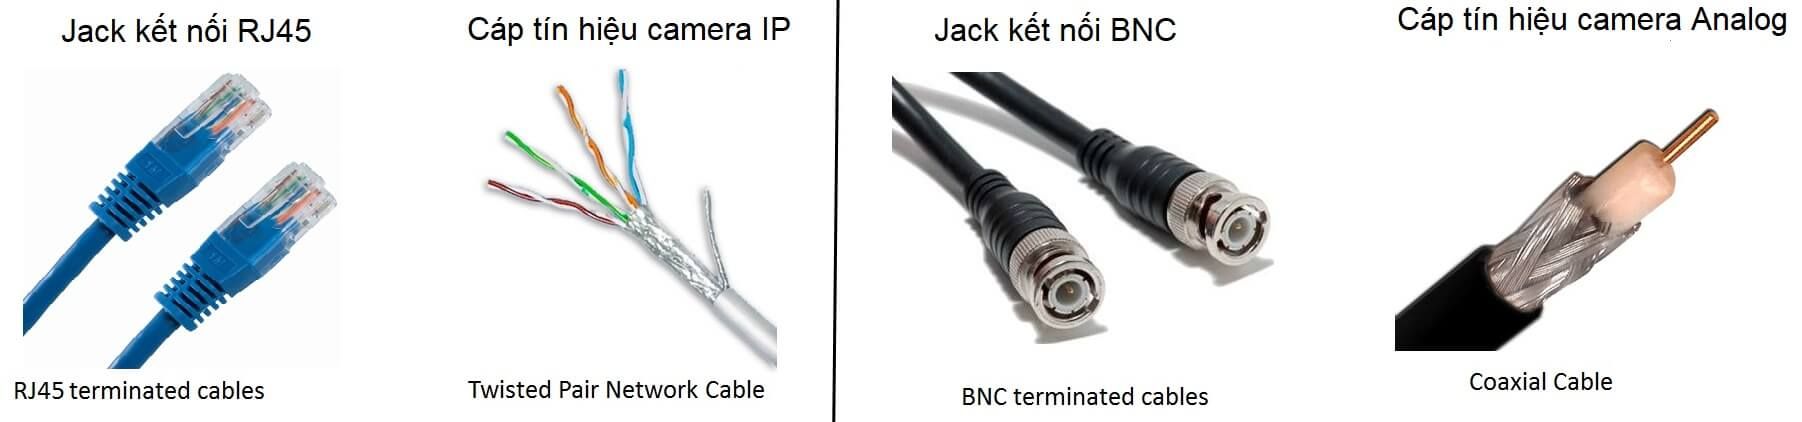 Jack kết nối RJ45
Cáp tín hiệu camera IP
Jack kết nối BNC
Cáp tín hiệu camera Analog
RJ45 terminated cables
Twisted Pair Network Cable
BNC terminated cables
Coaxial Cable